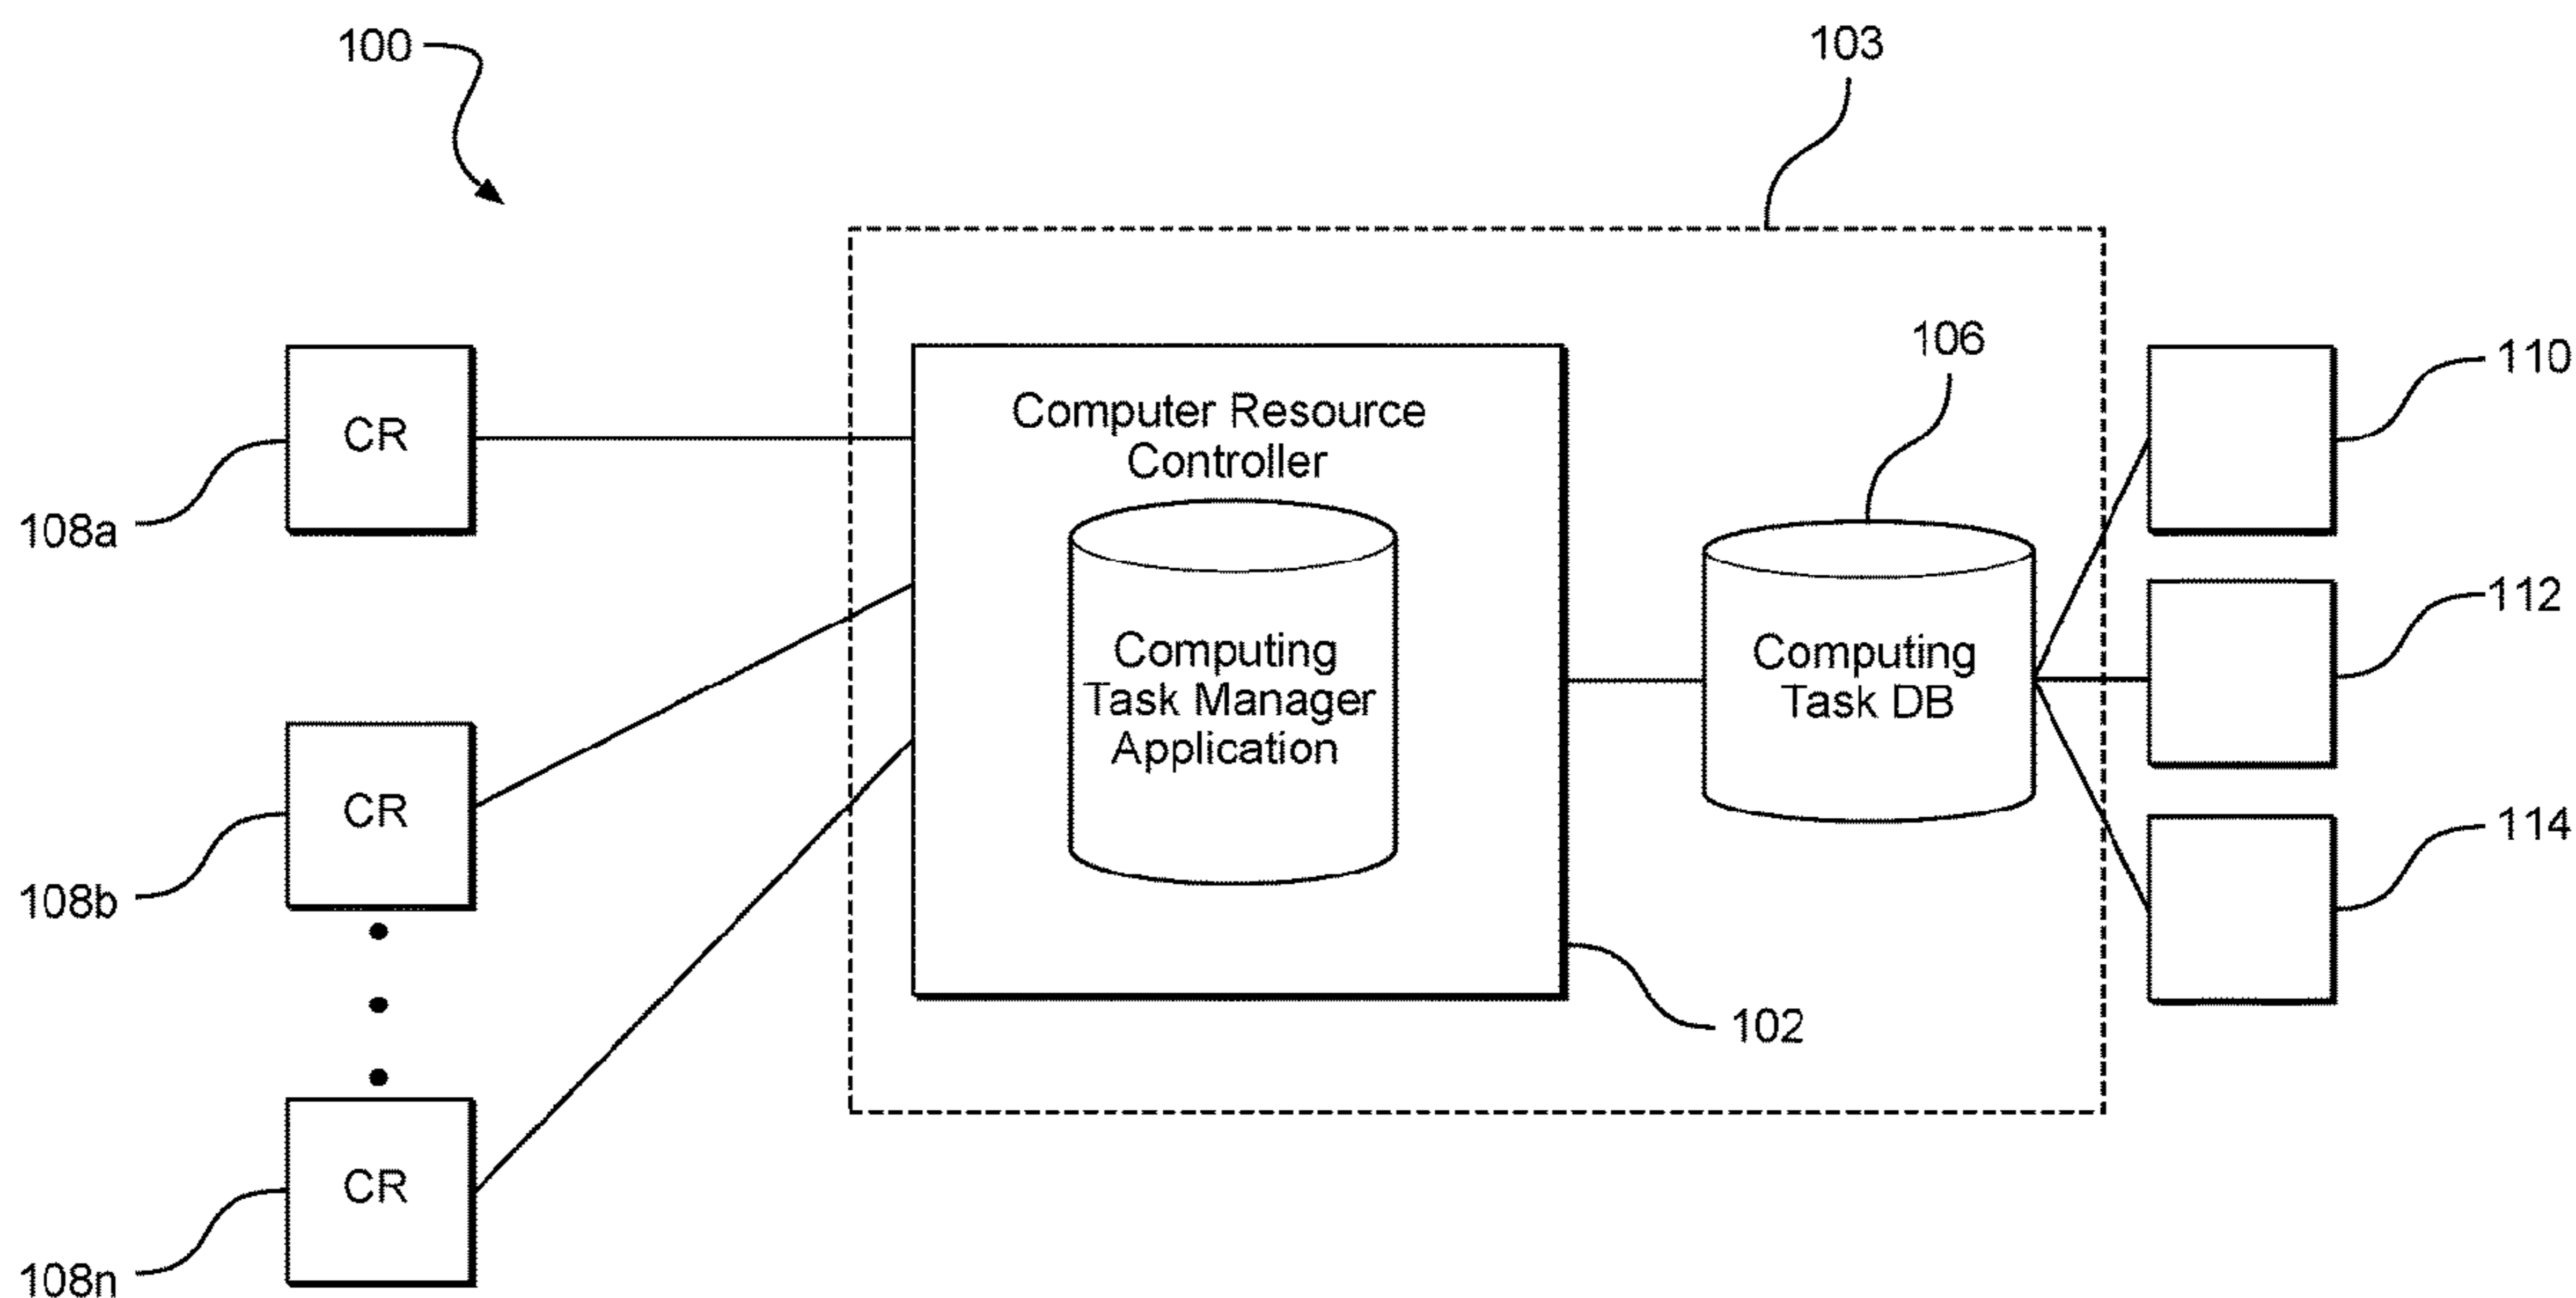 100
103
106
110
Computer Resource
Controller
CR
108a
112
Computing
Task Manager
Application
Computing
Task DB
CR
108b
114
102
CR
108n